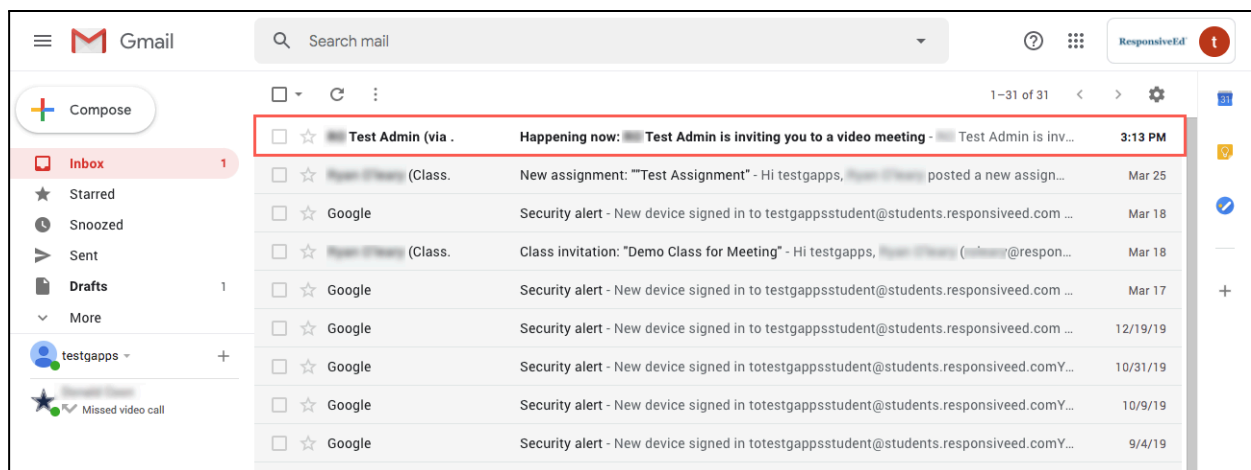 Gmail
Search mail
ResponsiveEd
t
Compose
1–31 of 31
31
Inbox 1
Starred
Snoozed
Sent
Drafts 1
More
testgapps
Missed video call
Test Admin (via . Happening now: Test Admin is inviting you to a video meeting - Test Admin is inv... 3:13 PM
(Class. New assignment: ""Test Assignment" - Hi testgapps, posted a new assign... Mar 25
Google Security alert - New device signed in to testgappsstudent@students.responsiveed.com ... Mar 18
(Class. Class invitation: "Demo Class for Meeting" - Hi testgapps, ( @respon... Mar 18
Google Security alert - New device signed in to testgappsstudent@students.responsiveed.com ... Mar 17
Google Security alert - New device signed in to testgappsstudent@students.responsiveed.com ... 12/19/19
Google Security alert - New device signed in to totestgappsstudent@students.responsiveed.comY... 10/31/19
Google Security alert - New device signed in totestgappsstudent@students.responsiveed.comY... 10/9/19
Google Security alert - New device signed in totestgappsstudent@students.responsiveed.comY... 9/4/19